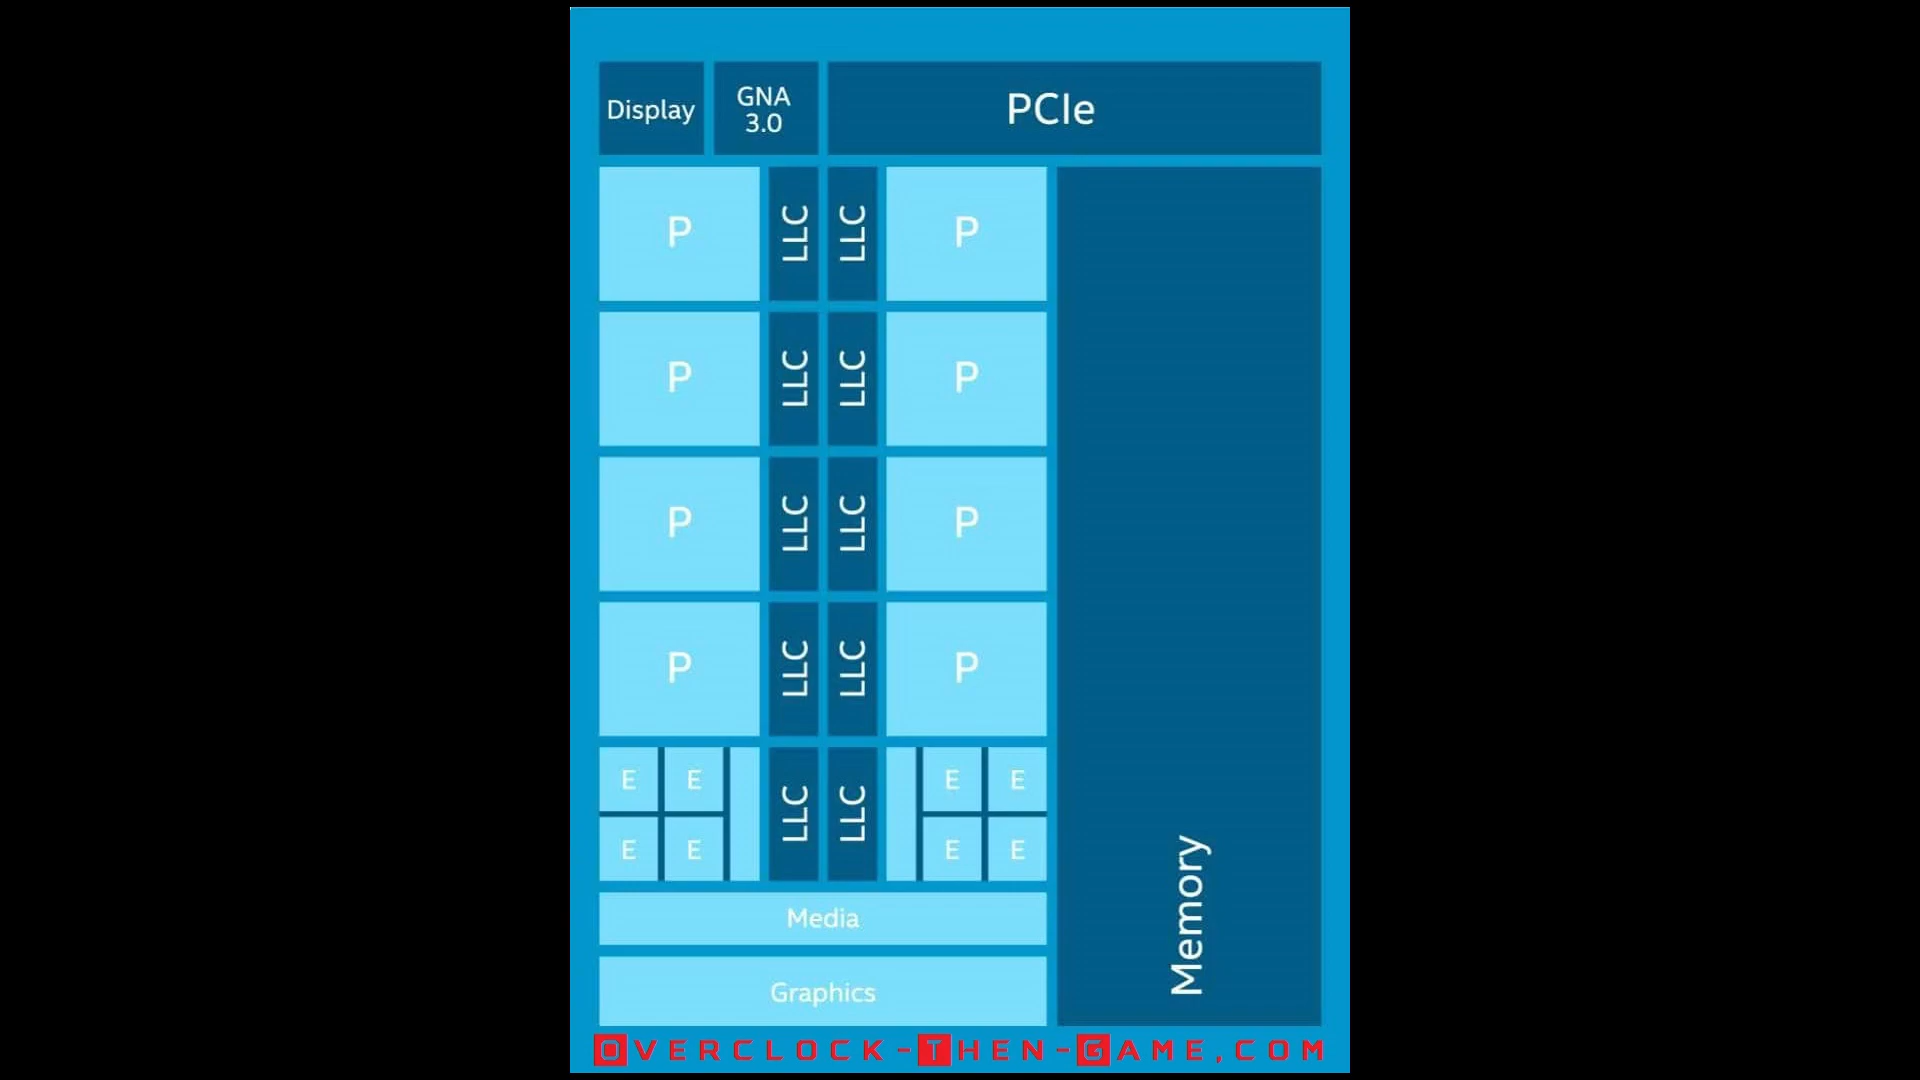 Display
GNA
3.0
PCIe
P
LLC
LLC
P
P
LLC
LLC
P
P
LLC
LLC
P
P
LLC
LLC
P
E
E
LLC
LLC
E
E
E
E
E
E
Media
Graphics
Memory
OVERCLOCK-THEN-GAME.COM